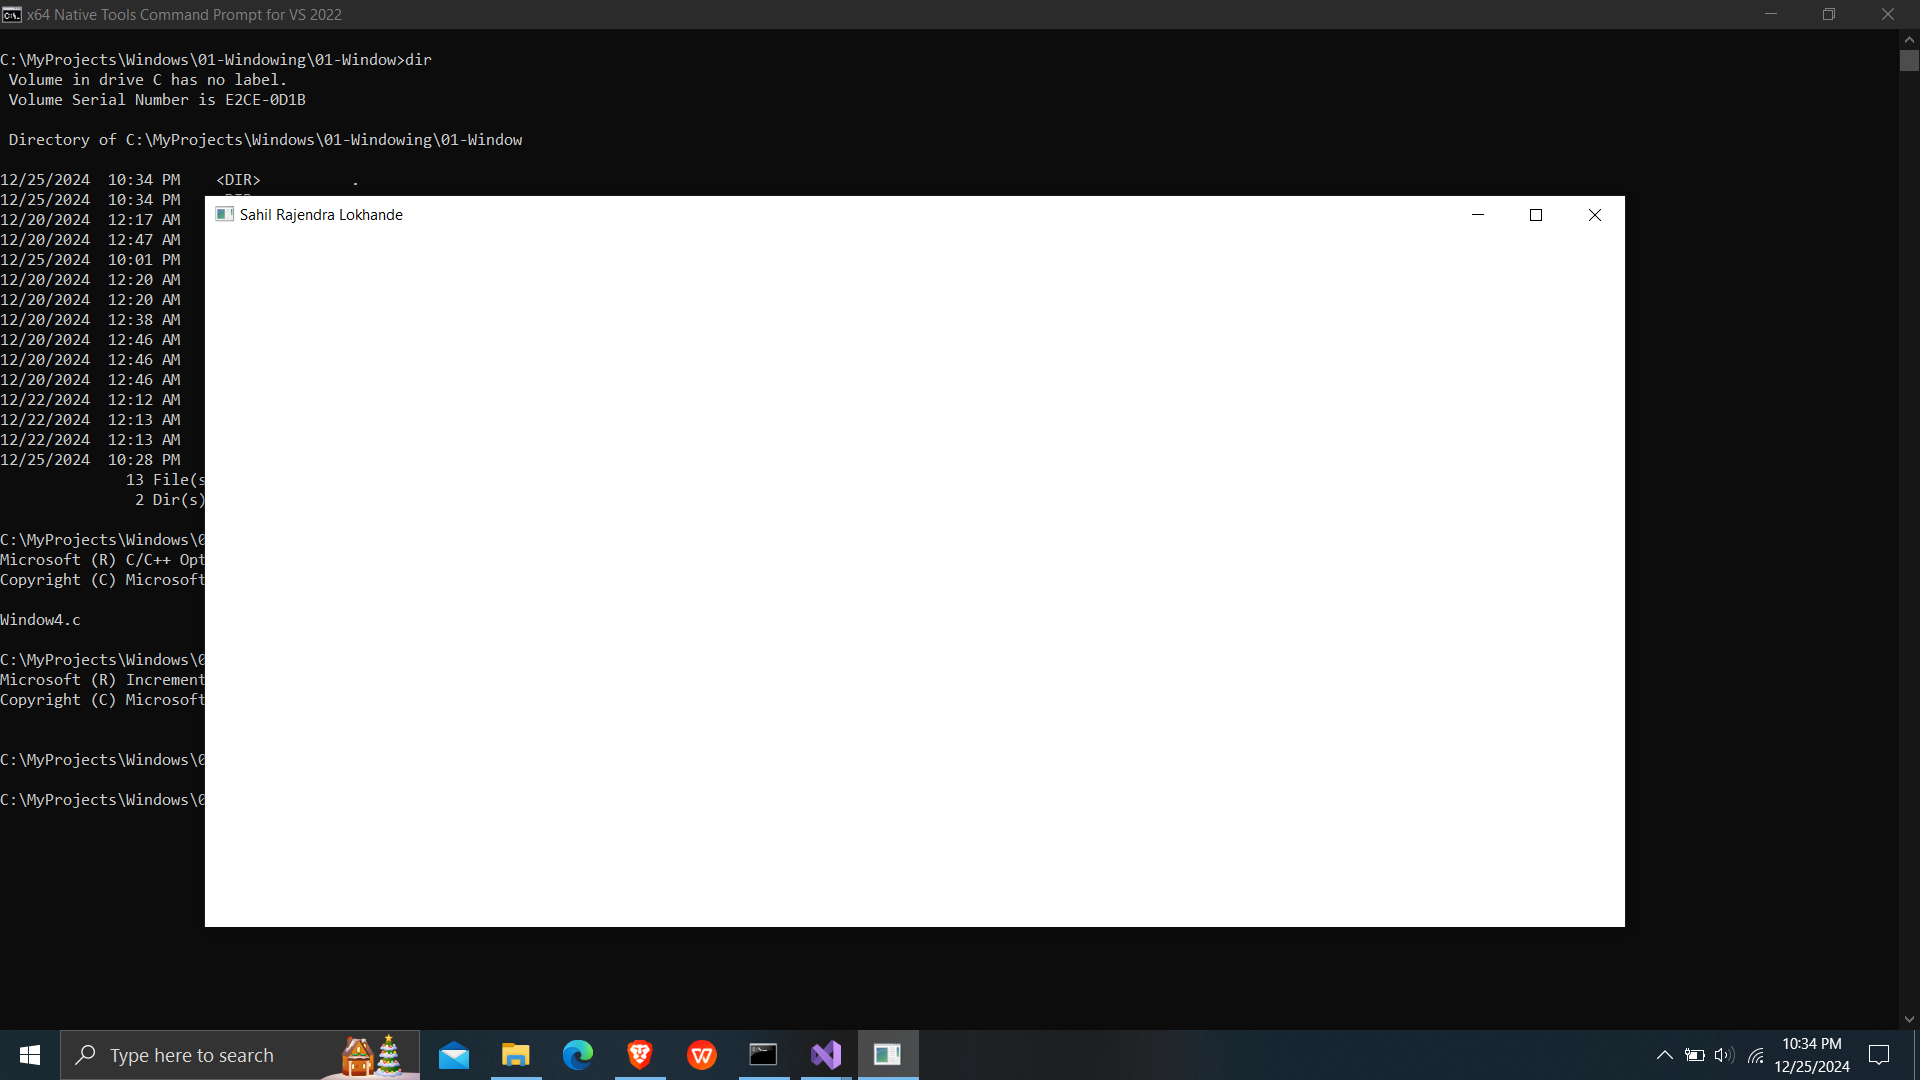 x64 Native Tools Command Prompt for VS 2022
C:\MyProjects\Windows\01-Windowing\01-Window>dir
Volume in drive C has no label.
Volume Serial Number is E2CE-0D1B
Directory of C:\MyProjects\Windows\01-Windowing\01-Window
12/25/2024  10:34 PM    <DIR>          .
12/25/2024  10:34 PM
Sahil Rajendra Lokhande
12/20/2024  12:17 AM
12/20/2024  12:47 AM
12/25/2024  10:01 PM
12/20/2024  12:20 AM
12/20/2024  12:20 AM
12/20/2024  12:38 AM
12/20/2024  12:46 AM
12/20/2024  12:46 AM
12/20/2024  12:46 AM
12/22/2024  12:12 AM
12/22/2024  12:13 AM
12/22/2024  12:13 AM
12/25/2024  10:28 PM
13 File(s
2 Dir(s)
C:\MyProjects\Windows\0
Microsoft (R) C/C++ Opt
Copyright (C) Microsoft
Window4.c
C:\MyProjects\Windows\0
Microsoft (R) Increment
Copyright (C) Microsoft
C:\MyProjects\Windows\0
C:\MyProjects\Windows\0
Type here to search
10:34 PM
12/25/2024